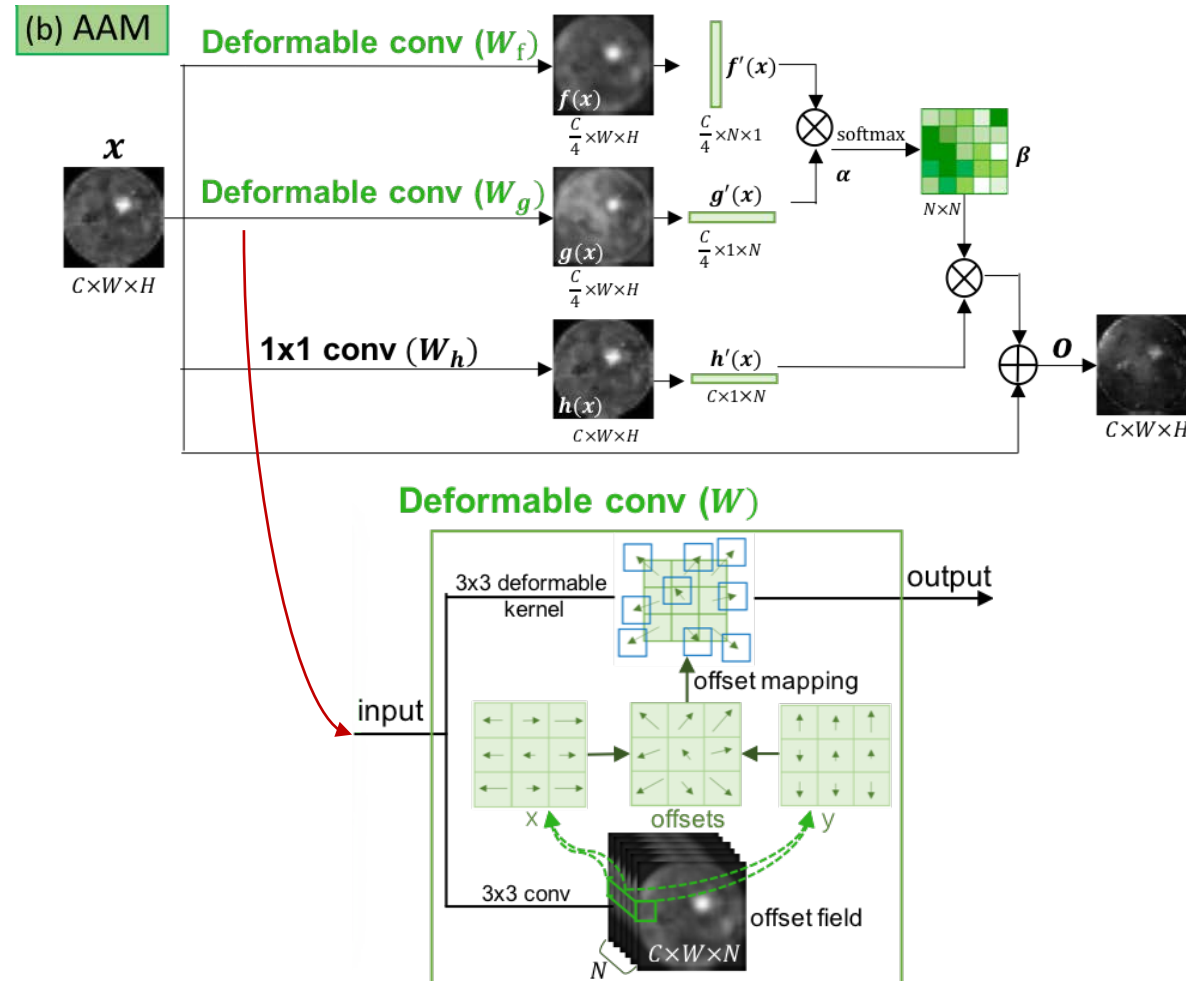 (b) AAM
Deformable conv (W_f)
f(x)
C/4 ×W×H
f′(x)
C/4 ×N×1
softmax
α
β
N×N
x
C×W×H
Deformable conv (W_g)
g(x)
C/4 ×W×H
g′(x)
C/4 ×1×N
1x1 conv (W_h)
h(x)
C×W×H
h′(x)
C×1×N
O
C×W×H
Deformable conv (W)
3x3 deformable
kernel
output
offset mapping
input
x
offsets
y
3x3 conv
offset field
C×W×N
N